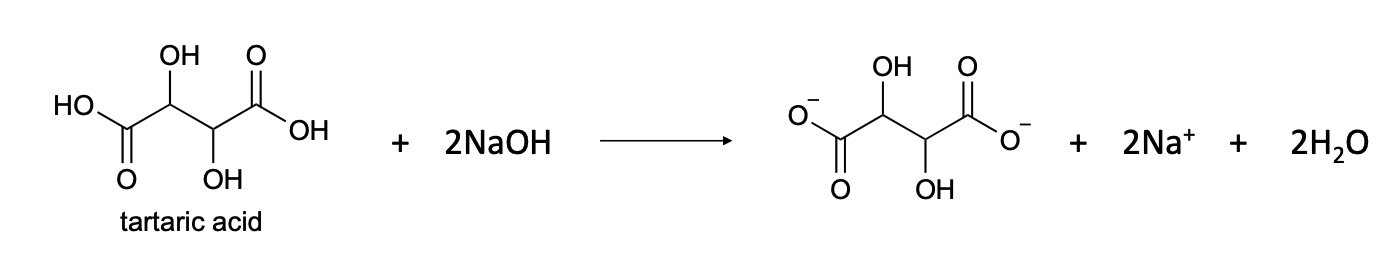 OH O OH O
HO OH + 2NaOH O⁻ O⁻ + 2Na⁺ + 2H₂O
O OH O OH
tartaric acid